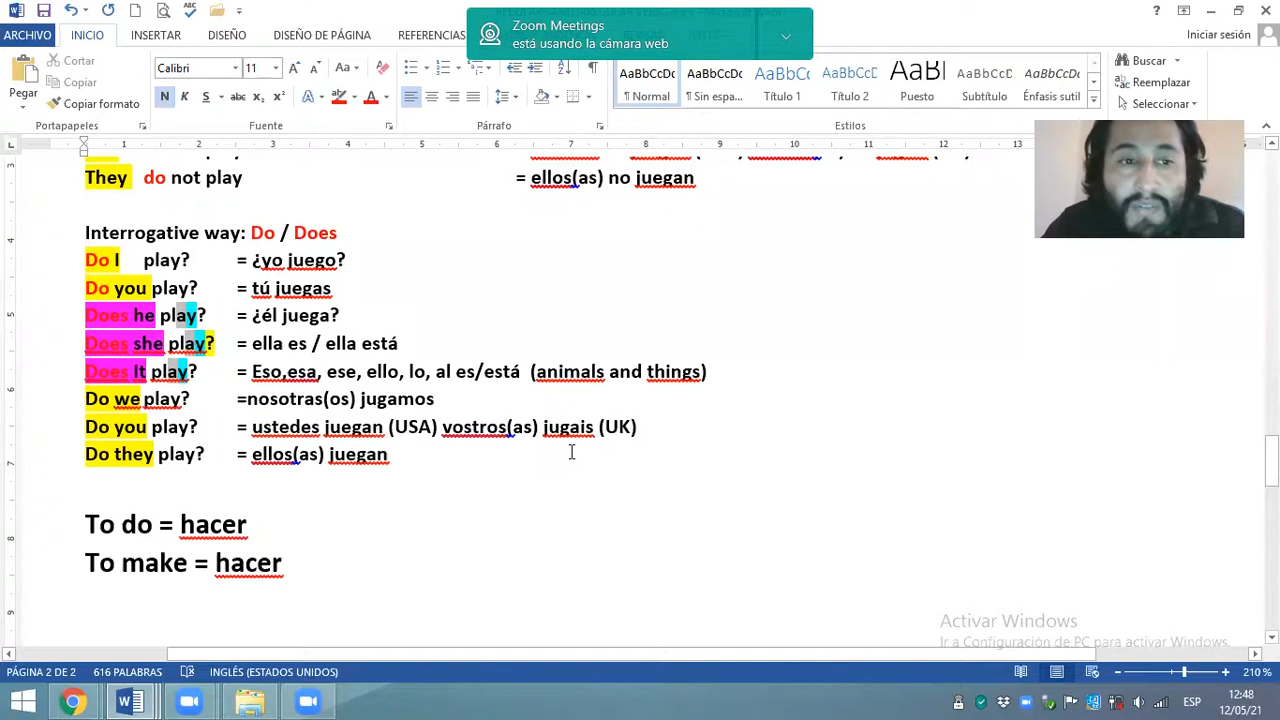 Zoom Meetings
está usando la cámara web
Iniciar sesión
ARCHIVO INICIO INSERTAR DISEÑO DISEÑO DE PÁGINA REFERENCIAS
Cortar
Copiar
Copiar formato
Pegar
Calibri 11
N K S
Portapapeles Fuente Párrafo Estilos
AaBbCcDc AaBbCcDc AaBbCc AaBbCcC AaBl AaBbCcD AaBbCcDc
¶ Normal ¶ Sin espa... Título 1 Título 2 Puesto Subtítulo Énfasis sutil
Buscar
Reemplazar
Seleccionar
They do not play = ellos(as) no juegan
Interrogative way: Do / Does
Do I play? = ¿yo juego?
Do you play? = tú juegas
Does he play? = ¿él juega?
Does she play? = ella es / ella está
Does It play? = Eso,esa, ese, ello, lo, al es/está (animals and things)
Do we play? =nosotras(os) jugamos
Do you play? = ustedes juegan (USA) vostros(as) jugais (UK)
Do they play? = ellos(as) juegan
To do = hacer
To make = hacer
Activar Windows
Ir a Configuración de PC para activar Windows.
PÁGINA 2 DE 2 616 PALABRAS INGLÉS (ESTADOS UNIDOS) 210 %
ESP
12:48
12/05/21